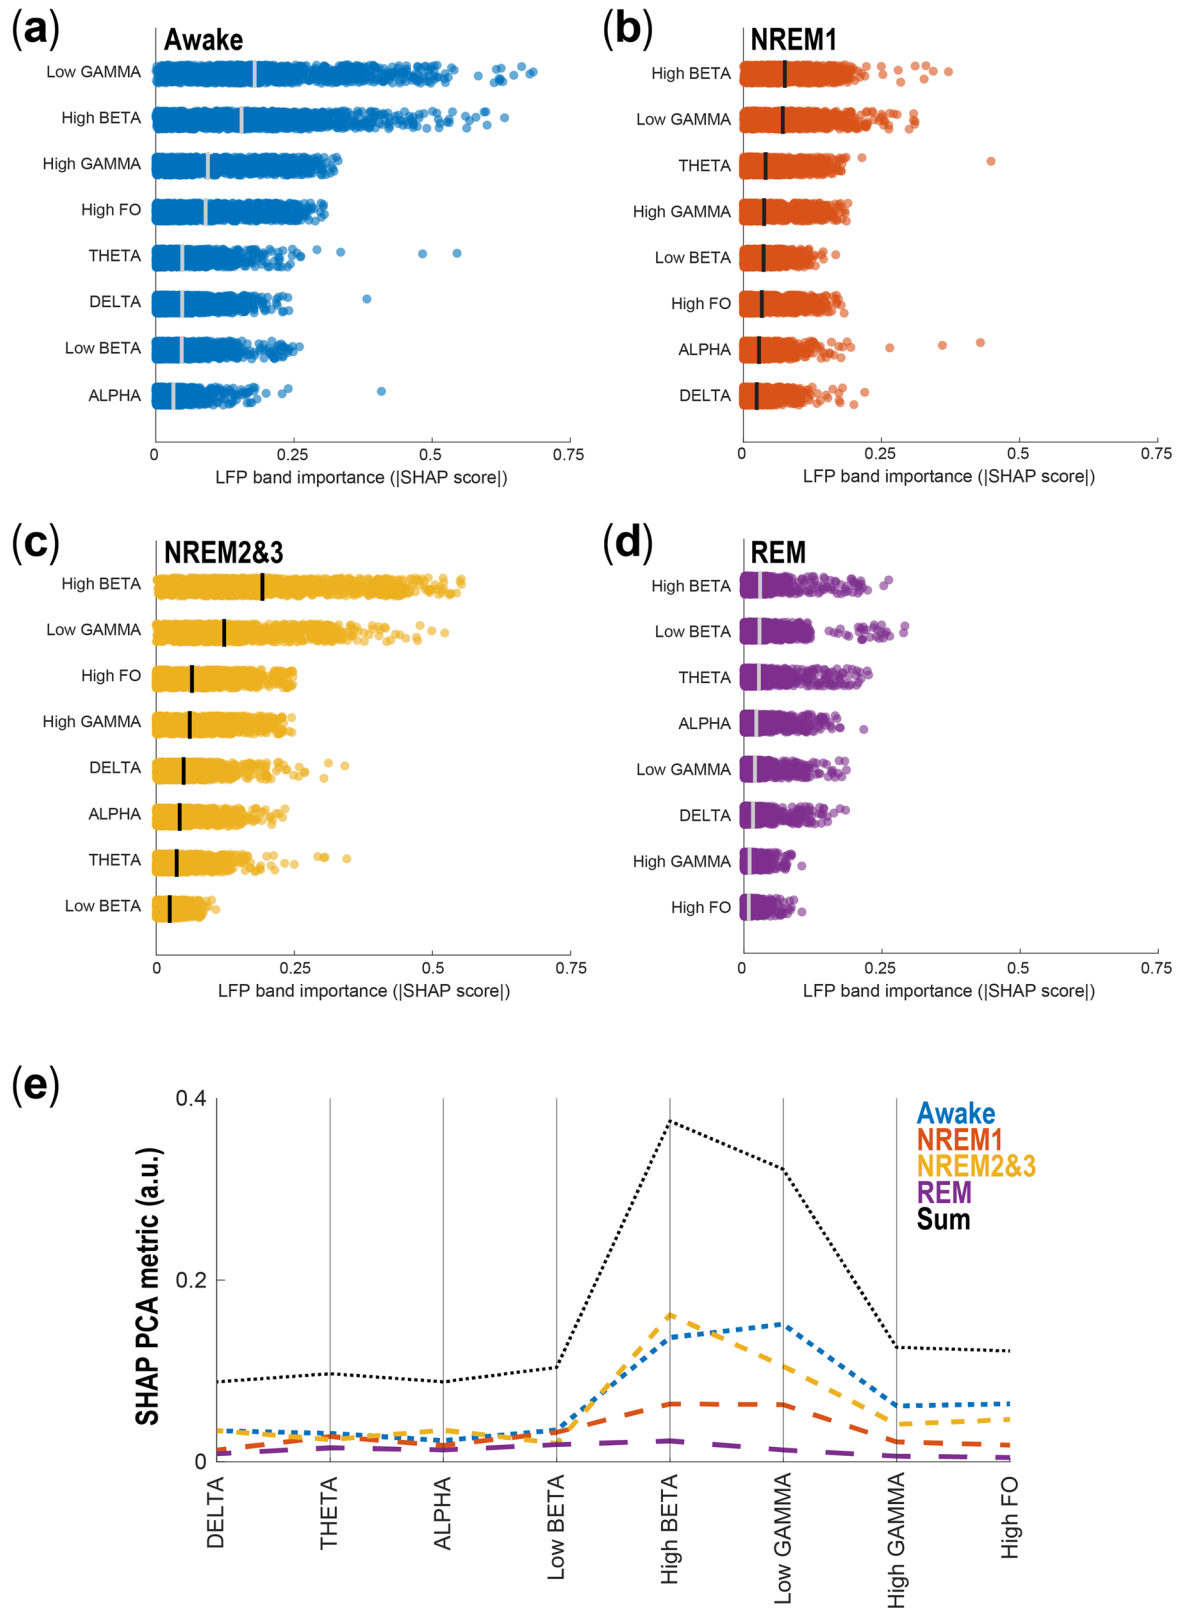 (a)
Awake
Low GAMMA
High BETA
High GAMMA
High FO
THETA
DELTA
Low BETA
ALPHA
0 0.25 0.5 0.75
LFP band importance (|SHAP score|)
(b)
NREM1
High BETA
Low GAMMA
THETA
High GAMMA
Low BETA
High FO
ALPHA
DELTA
0 0.25 0.5 0.75
LFP band importance (|SHAP score|)
(c)
NREM2&3
High BETA
Low GAMMA
High FO
High GAMMA
DELTA
ALPHA
THETA
Low BETA
0 0.25 0.5 0.75
LFP band importance (|SHAP score|)
(d)
REM
High BETA
Low BETA
THETA
ALPHA
Low GAMMA
DELTA
High GAMMA
High FO
0 0.25 0.5 0.75
LFP band importance (|SHAP score|)
(e)
SHAP PCA metric (a.u.)
0.4
0.2
0
Awake
NREM1
NREM2&3
REM
Sum
DELTA
THETA
ALPHA
Low BETA
High BETA
Low GAMMA
High GAMMA
High FO